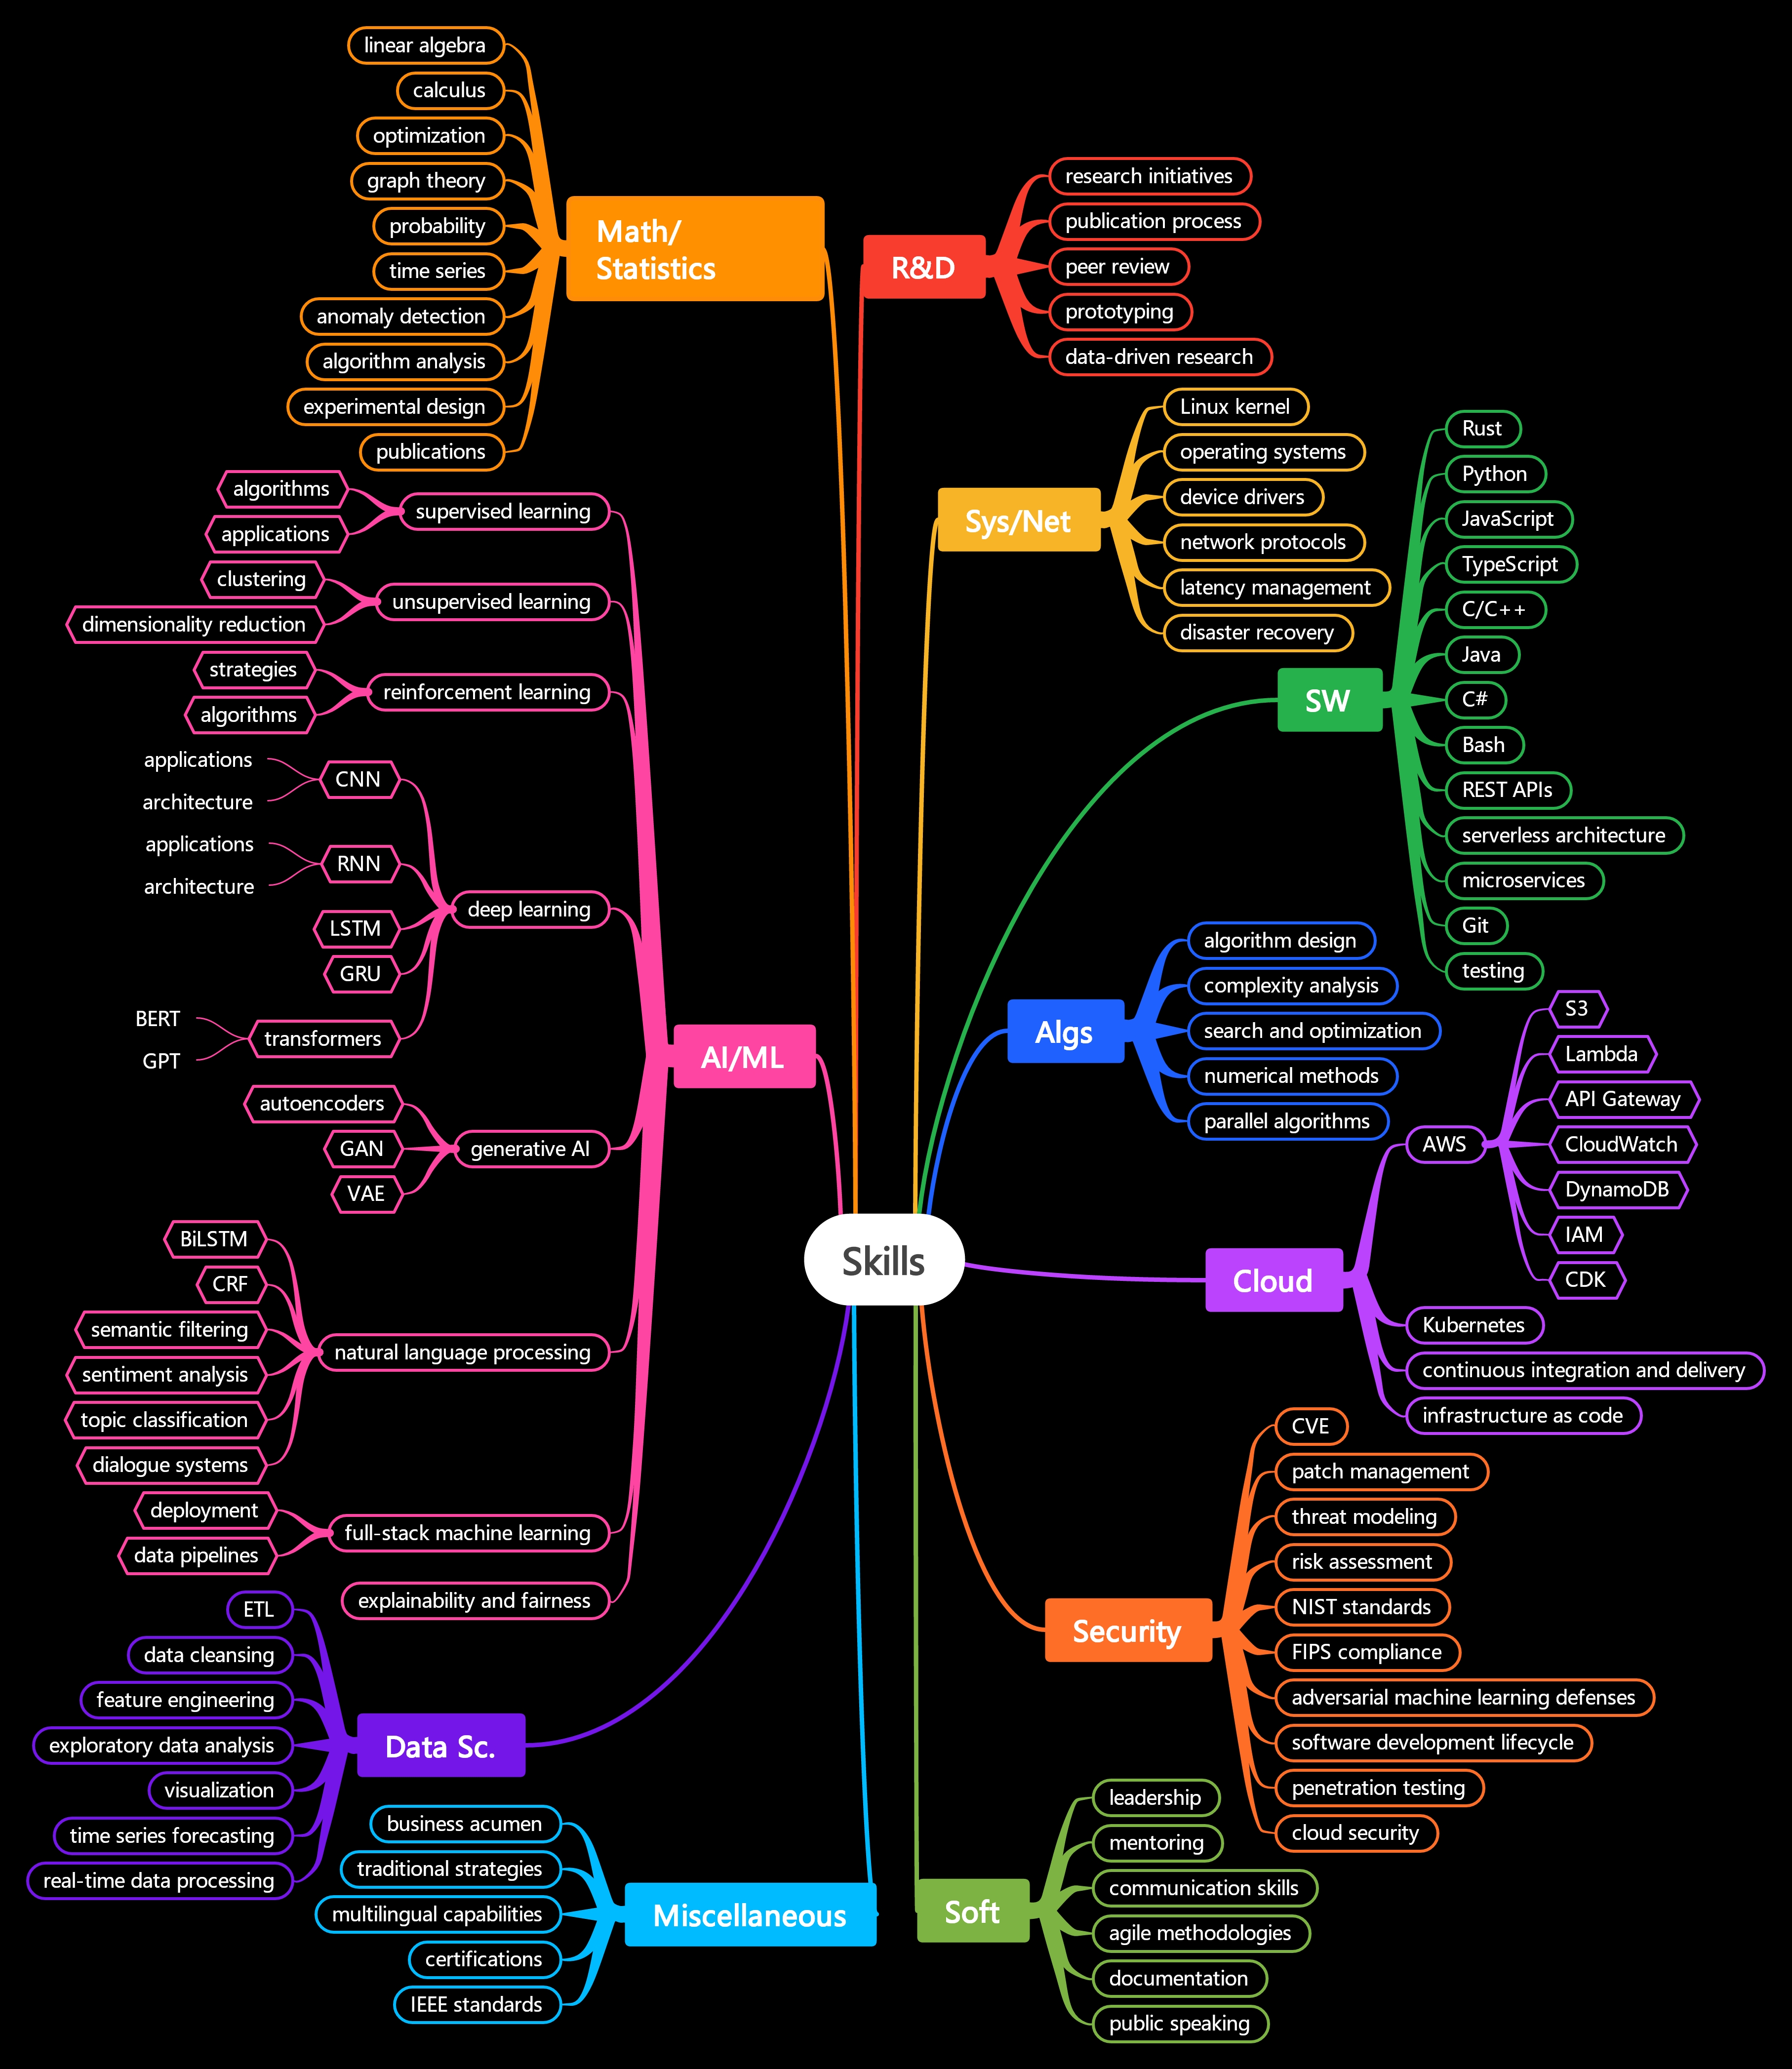 Skills
Math/
Statistics
linear algebra
calculus
optimization
graph theory
probability
time series
anomaly detection
algorithm analysis
experimental design
publications
AI/ML
supervised learning
algorithms
applications
unsupervised learning
clustering
dimensionality reduction
reinforcement learning
strategies
algorithms
deep learning
CNN
applications
architecture
RNN
applications
architecture
LSTM
GRU
transformers
BERT
GPT
generative AI
autoencoders
GAN
VAE
natural language processing
BiLSTM
CRF
semantic filtering
sentiment analysis
topic classification
dialogue systems
full-stack machine learning
deployment
data pipelines
explainability and fairness
Data Sc.
ETL
data cleansing
feature engineering
exploratory data analysis
visualization
time series forecasting
real-time data processing
Miscellaneous
business acumen
traditional strategies
multilingual capabilities
certifications
IEEE standards
R&D
research initiatives
publication process
peer review
prototyping
data-driven research
Sys/Net
Linux kernel
operating systems
device drivers
network protocols
latency management
disaster recovery
SW
Rust
Python
JavaScript
TypeScript
C/C++
Java
C#
Bash
REST APIs
serverless architecture
microservices
Git
testing
Algs
algorithm design
complexity analysis
search and optimization
numerical methods
parallel algorithms
Cloud
AWS
S3
Lambda
API Gateway
CloudWatch
DynamoDB
IAM
CDK
Kubernetes
continuous integration and delivery
infrastructure as code
Security
CVE
patch management
threat modeling
risk assessment
NIST standards
FIPS compliance
adversarial machine learning defenses
software development lifecycle
penetration testing
cloud security
Soft
leadership
mentoring
communication skills
agile methodologies
documentation
public speaking